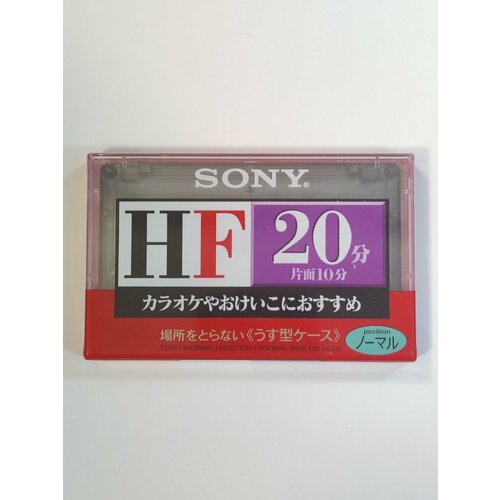 SONY®
HF 20分
片面10分
カラオケやおけいこにおすすめ
場所をとらない《うす型ケース》
position
ノーマル
TYPE I (NORMAL) POSITION / NORMAL BIAS 120 μs EQ